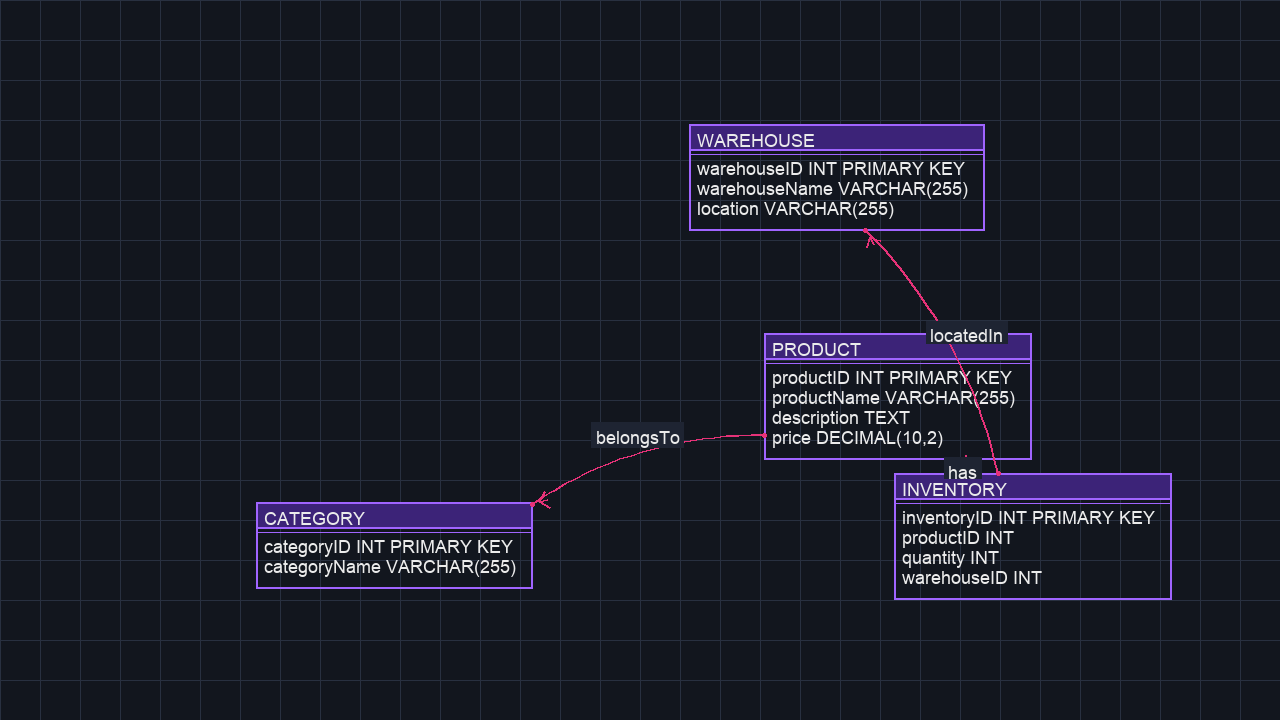 WAREHOUSE
warehouseID INT PRIMARY KEY
warehouseName VARCHAR(255)
location VARCHAR(255)
locatedIn
PRODUCT
productID INT PRIMARY KEY
productName VARCHAR(255)
description TEXT
price DECIMAL(10,2)
belongsTo
has
INVENTORY
inventoryID INT PRIMARY KEY
productID INT
quantity INT
warehouseID INT
CATEGORY
categoryID INT PRIMARY KEY
categoryName VARCHAR(255)